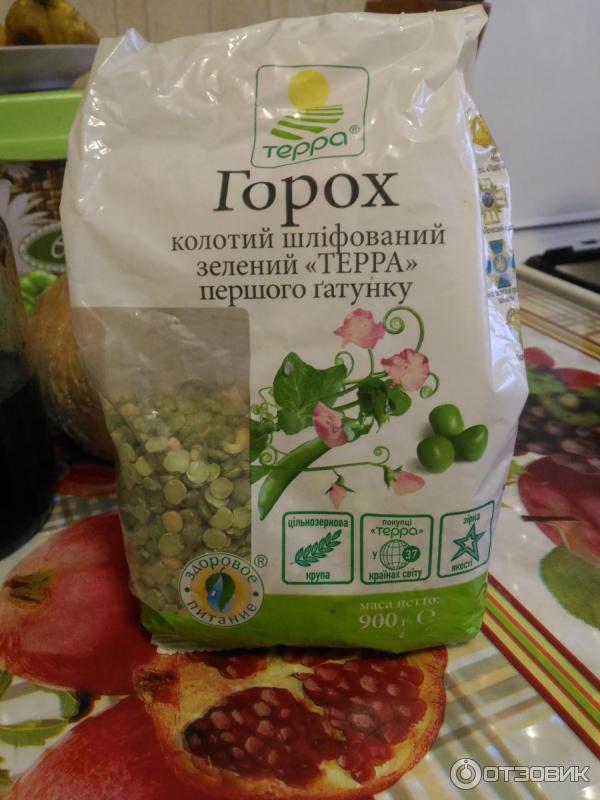 терра®
Горох
колотий шліфований
зелений «ТЕРРА»
першого ґатунку
цільнозернова
крупа
покупці
«терра»
у 37
країнах світу
зірка
якості
здоровое
питание
®
маса нетто:
900 г ℮
ОТЗОВИК